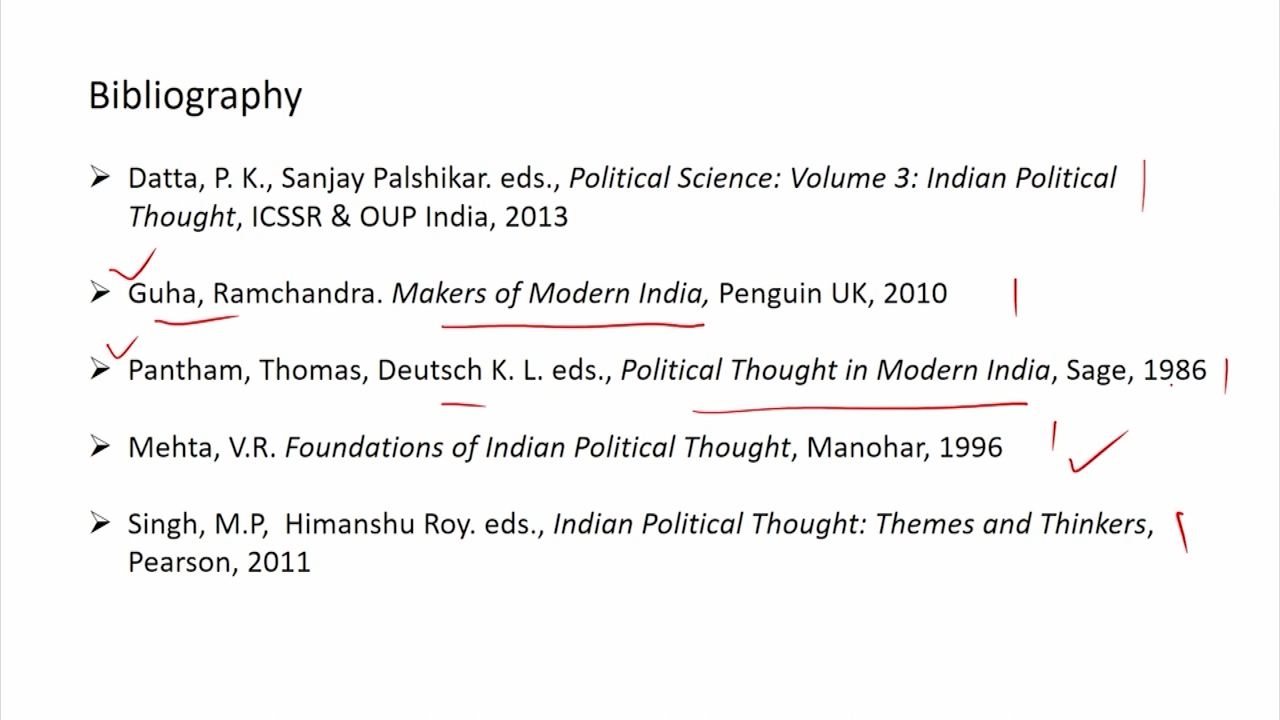 Bibliography
➢ Datta, P. K., Sanjay Palshikar. eds., Political Science: Volume 3: Indian Political
Thought, ICSSR & OUP India, 2013
➢ Guha, Ramchandra. Makers of Modern India, Penguin UK, 2010
➢ Pantham, Thomas, Deutsch K. L. eds., Political Thought in Modern India, Sage, 1986
➢ Mehta, V.R. Foundations of Indian Political Thought, Manohar, 1996
➢ Singh, M.P, Himanshu Roy. eds., Indian Political Thought: Themes and Thinkers,
Pearson, 2011